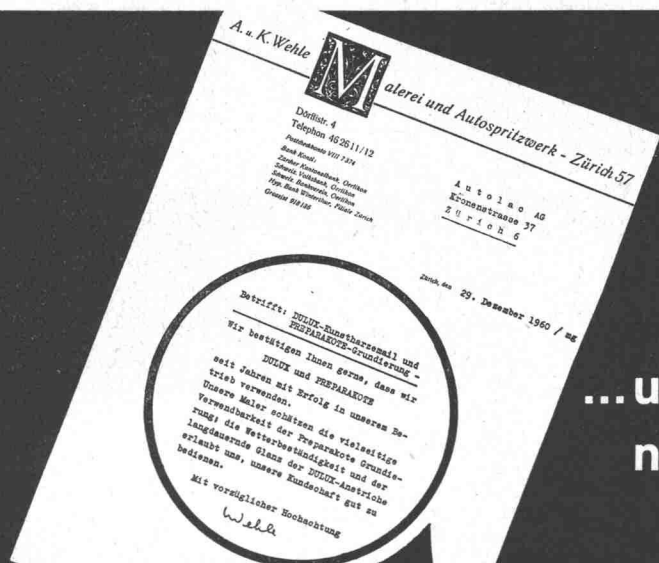 A. u. K. Wehle Malerei und Autospritzwerk - Zürich 57
Dörflistr. 4
Telephon 46 26 11/12
Postcheckkonto VIII 7374
Bank Konti:
Zürcher Kantonalbank, Oerlikon
Schweiz. Volksbank, Oerlikon
Schweiz. Bankverein, Oerlikon
Hyp. Bank Winterthur, Filiale Zürich
Autolac AG
Kronenstrasse 37
Zürich 6
Zürich, den 29. Dezember 1960 / mg
Betrifft: DULUX-Kunstharzemail und
PREPARAKOTE-Grundierung -
Wir bestätigen Ihnen gerne, dass wir
DULUX und PREPARAKOTE
seit Jahren mit Erfolg in unserem Be-
trieb verwenden.
Unsere Maler schätzen die vielseitige
Verwendbarkeit der Preparakote Grundie-
rung; die Wetterbeständigkeit und der
langdauernde Glanz der DULUX-Anstriche
erlaubt uns, unsere Kundschaft gut zu
bedienen.
Mit vorzüglicher Hochachtung
Wehle
...u
n